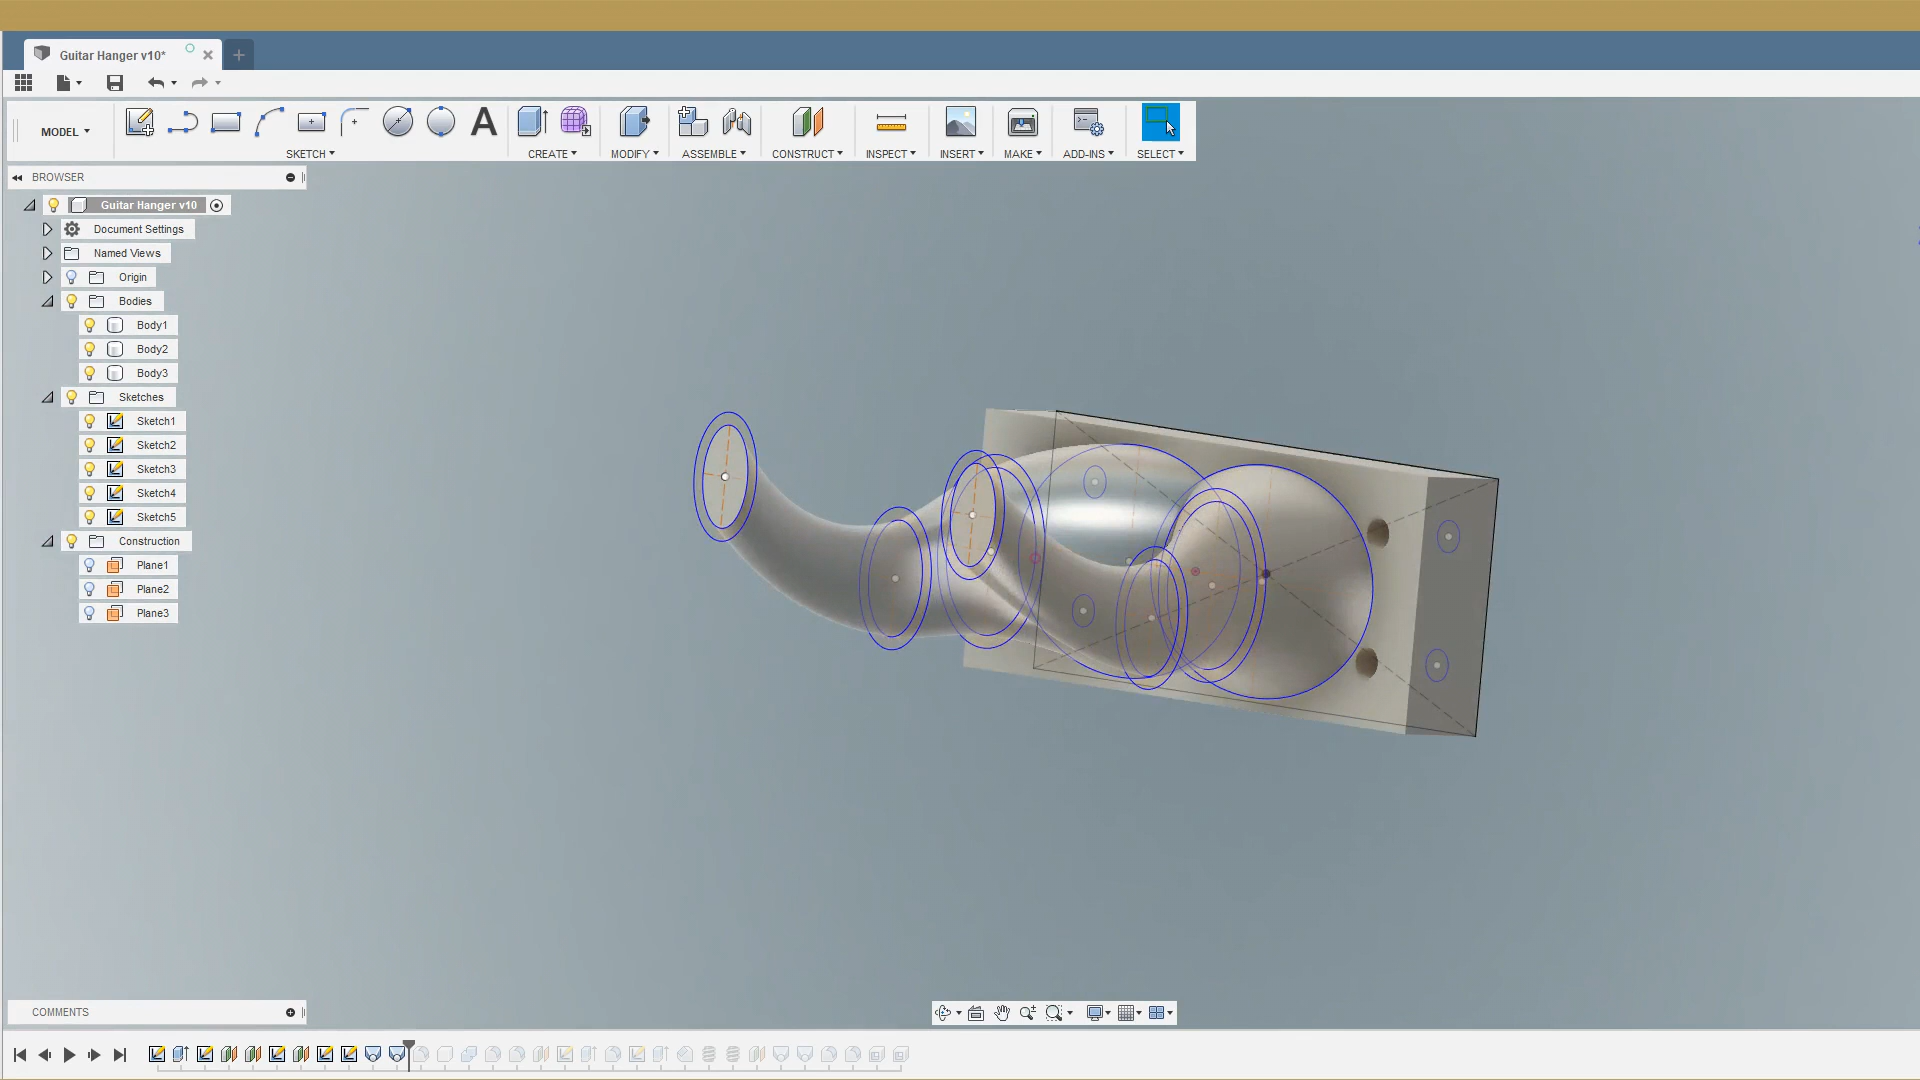 Guitar Hanger v10*
MODEL
A
SKETCH CREATE MODIFY ASSEMBLE CONSTRUCT INSPECT INSERT MAKE ADD-INS SELECT
BROWSER
Guitar Hanger v10
Document Settings
Named Views
Origin
Bodies
Body1
Body2
Body3
Sketches
Sketch1
Sketch2
Sketch3
Sketch4
Sketch5
Construction
Plane1
Plane2
Plane3
COMMENTS